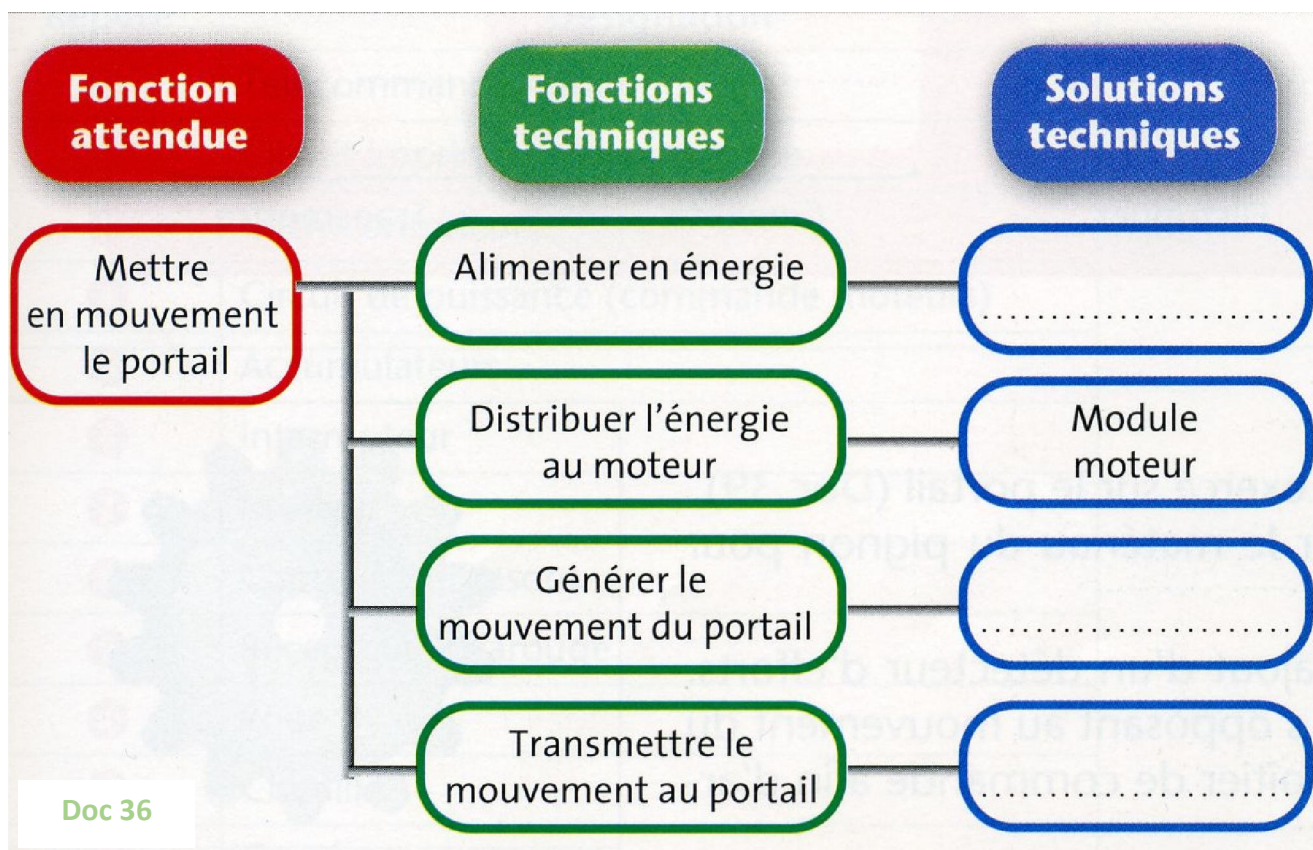 Fonction
attendue
Fonctions
techniques
Solutions
techniques
Mettre
en mouvement
le portail
Alimenter en énergie
..............................
Distribuer l'énergie
au moteur
Module
moteur
Générer le
mouvement du portail
..............................
Transmettre le
mouvement au portail
..............................
Doc 36